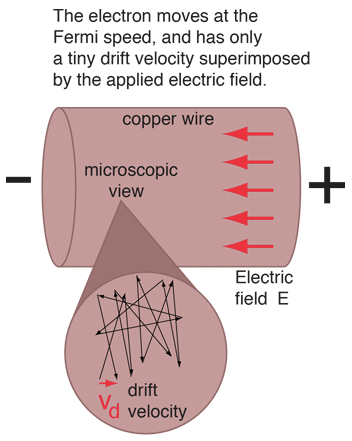 The electron moves at the
Fermi speed, and has only
a tiny drift velocity superimposed
by the applied electric field.
copper wire
microscopic
view
−
+
Electric
field E
drift
velocity
vd